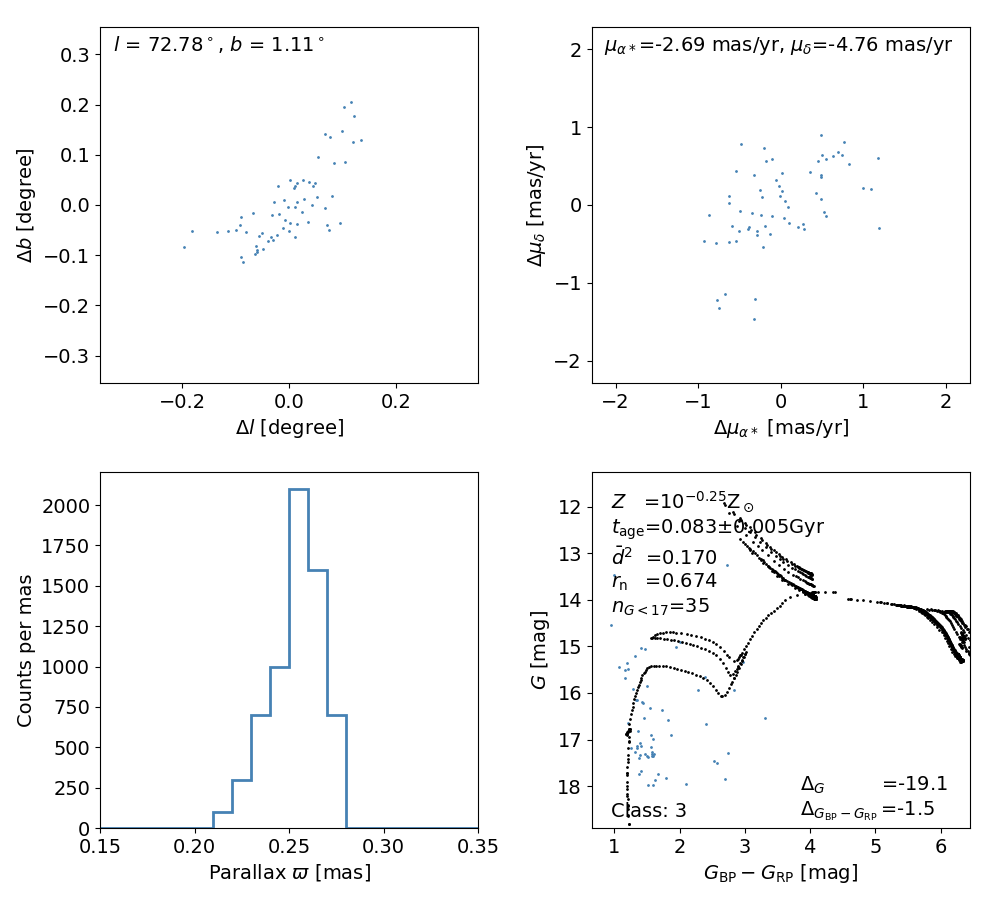 l = 72.78°, b = 1.11°
0.3
0.2
0.1
0.0
−0.1
−0.2
−0.3
Δb [degree]
−0.2 0.0 0.2
Δl [degree]
μα*=-2.69 mas/yr, μδ=-4.76 mas/yr
2
1
0
−1
−2
Δμδ [mas/yr]
−2 −1 0 1 2
Δμα* [mas/yr]
2000
1750
1500
1250
1000
750
500
250
0
Counts per mas
0.15 0.20 0.25 0.30 0.35
Parallax ϖ [mas]
Z =10^−0.25 Z⊙
t_age=0.083±0.005Gyr
d̄² =0.170
r_n =0.674
n_G<17=35
12
13
14
15
16
17
18
G [mag]
Δ_G =-19.1
Δ_G_BP−G_RP =-1.5
Class: 3
1 2 3 4 5 6
G_BP − G_RP [mag]